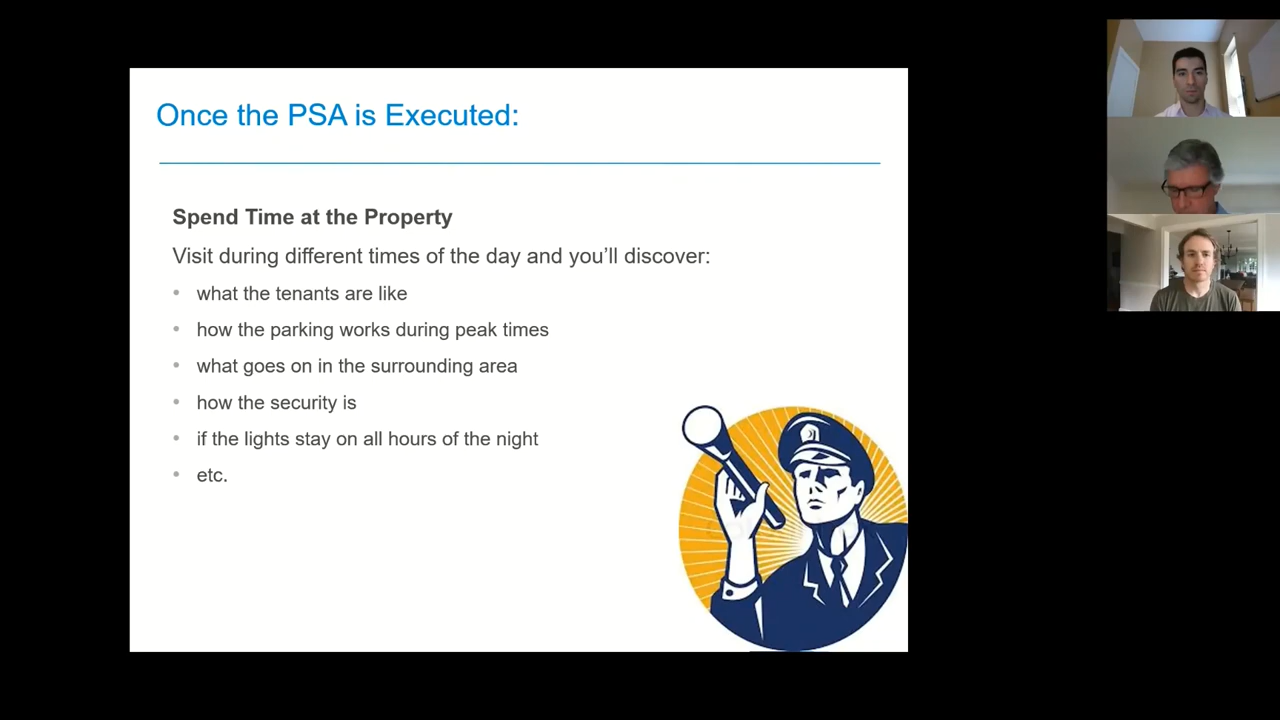 Once the PSA is Executed:
Spend Time at the Property
Visit during different times of the day and you’ll discover:
• what the tenants are like
• how the parking works during peak times
• what goes on in the surrounding area
• how the security is
• if the lights stay on all hours of the night
• etc.